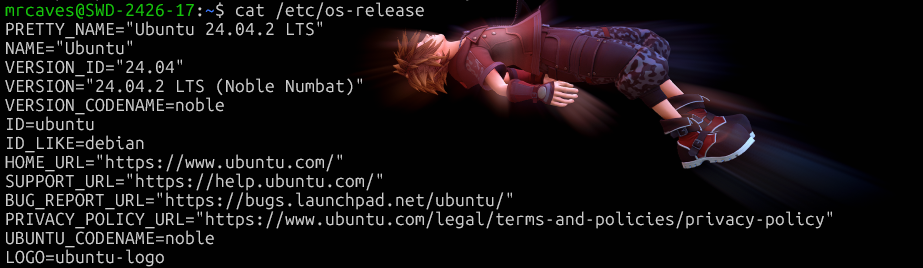 mrcaves@SWD-2426-17:~$ cat /etc/os-release
PRETTY_NAME="Ubuntu 24.04.2 LTS"
NAME="Ubuntu"
VERSION_ID="24.04"
VERSION="24.04.2 LTS (Noble Numbat)"
VERSION_CODENAME=noble
ID=ubuntu
ID_LIKE=debian
HOME_URL="https://www.ubuntu.com/"
SUPPORT_URL="https://help.ubuntu.com/"
BUG_REPORT_URL="https://bugs.launchpad.net/ubuntu/"
PRIVACY_POLICY_URL="https://www.ubuntu.com/legal/terms-and-policies/privacy-policy"
UBUNTU_CODENAME=noble
LOGO=ubuntu-logo